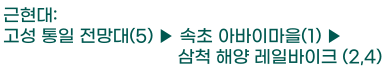 근현대:
고성 통일 전망대(5) ▶ 속초 아바이마을(1) ▶
삼척 해양 레일바이크 (2,4)